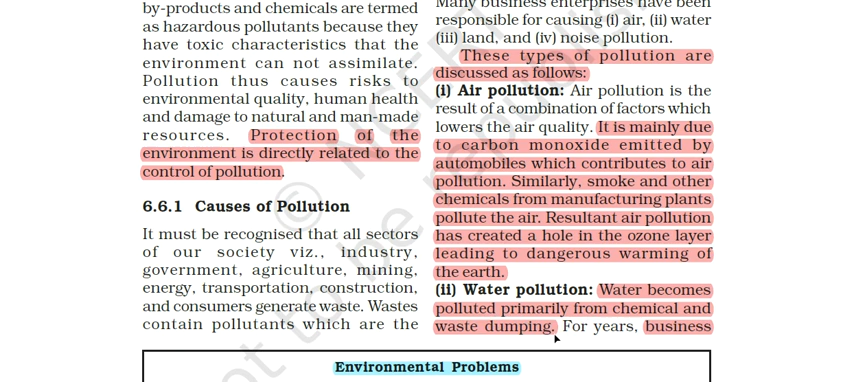 by-products and chemicals are termed
as hazardous pollutants because they
have toxic characteristics that the
environment can not assimilate.
Pollution thus causes risks to
environmental quality, human health
and damage to natural and man-made
resources. Protection of the
environment is directly related to the
control of pollution.
6.6.1 Causes of Pollution
It must be recognised that all sectors
of our society viz., industry,
government, agriculture, mining,
energy, transportation, construction,
and consumers generate waste. Wastes
contain pollutants which are the
Many business enterprises have been
responsible for causing (i) air, (ii) water
(iii) land, and (iv) noise pollution.
These types of pollution are
discussed as follows:
(i) Air pollution: Air pollution is the
result of a combination of factors which
lowers the air quality. It is mainly due
to carbon monoxide emitted by
automobiles which contributes to air
pollution. Similarly, smoke and other
chemicals from manufacturing plants
pollute the air. Resultant air pollution
has created a hole in the ozone layer
leading to dangerous warming of
the earth.
(ii) Water pollution: Water becomes
polluted primarily from chemical and
waste dumping. For years, business
Environmental Problems
© NCERT
not to be republish